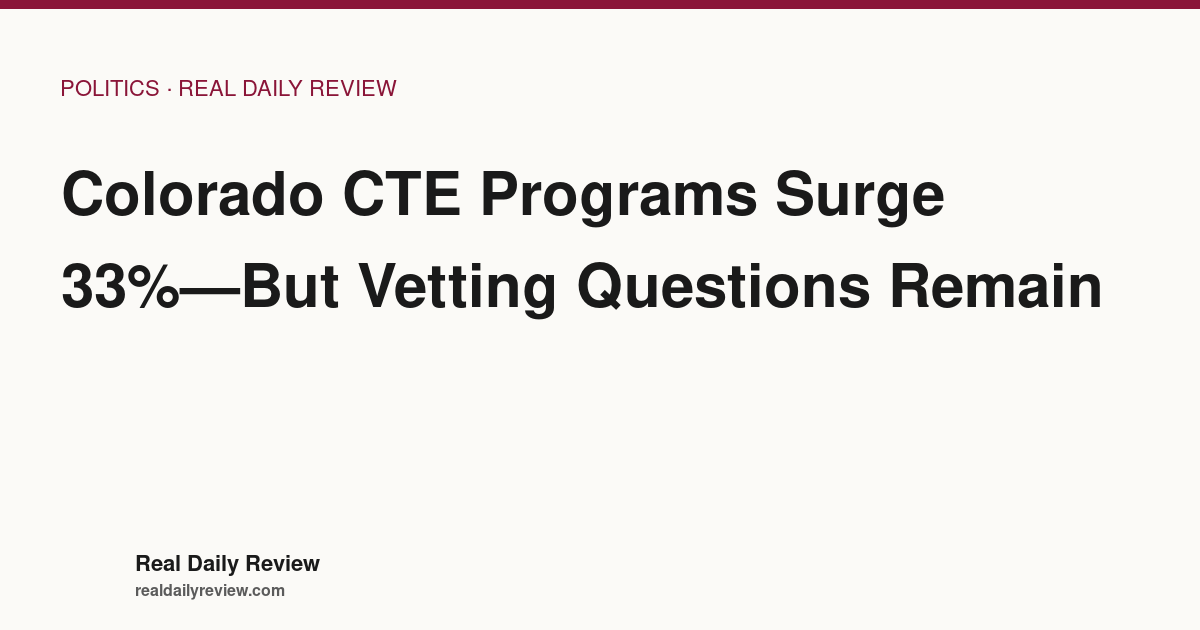 POLITICS · REAL DAILY REVIEW
Colorado CTE Programs Surge
33%—But Vetting Questions Remain
Real Daily Review
realdailyreview.com